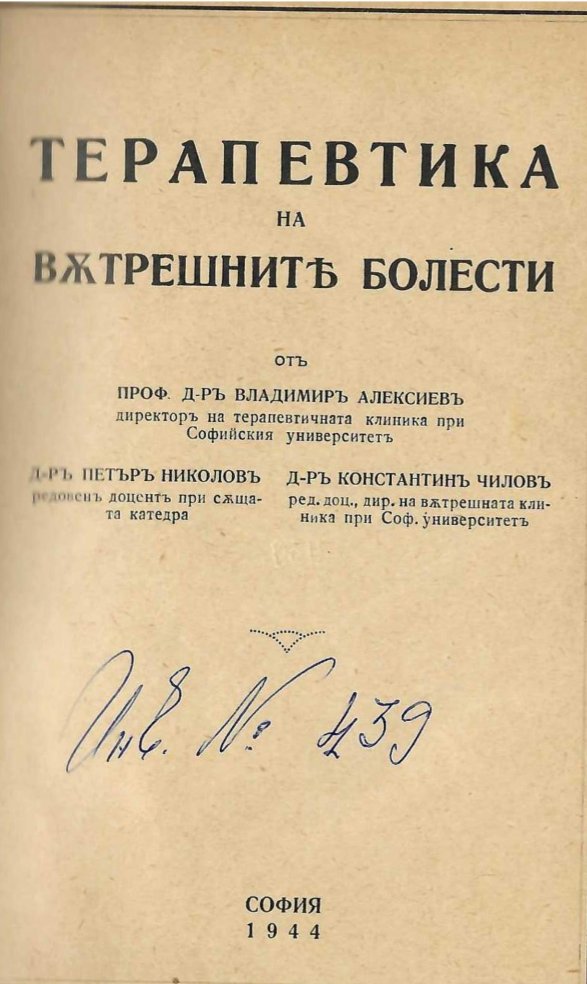 ТЕРАПЕВТИКА
НА
ВѪТРЕШНИТѢ БОЛЕСТИ
отъ
ПРОФ. Д-РЪ ВЛАДИМИРЪ АЛЕКСИЕВЪ
директоръ на терапевтичната клиника при
Софийския университетъ
Д-РЪ ПЕТЪРЪ НИКОЛОВЪ
редовенъ доцентъ при сѫща-
та катедра
Д-РЪ КОНСТАНТИНЪ ЧИЛОВЪ
ред. доц., дир. на вѫтрешната кли-
ника при Соф. университетъ
Инв. № 439
СОФИЯ
1944